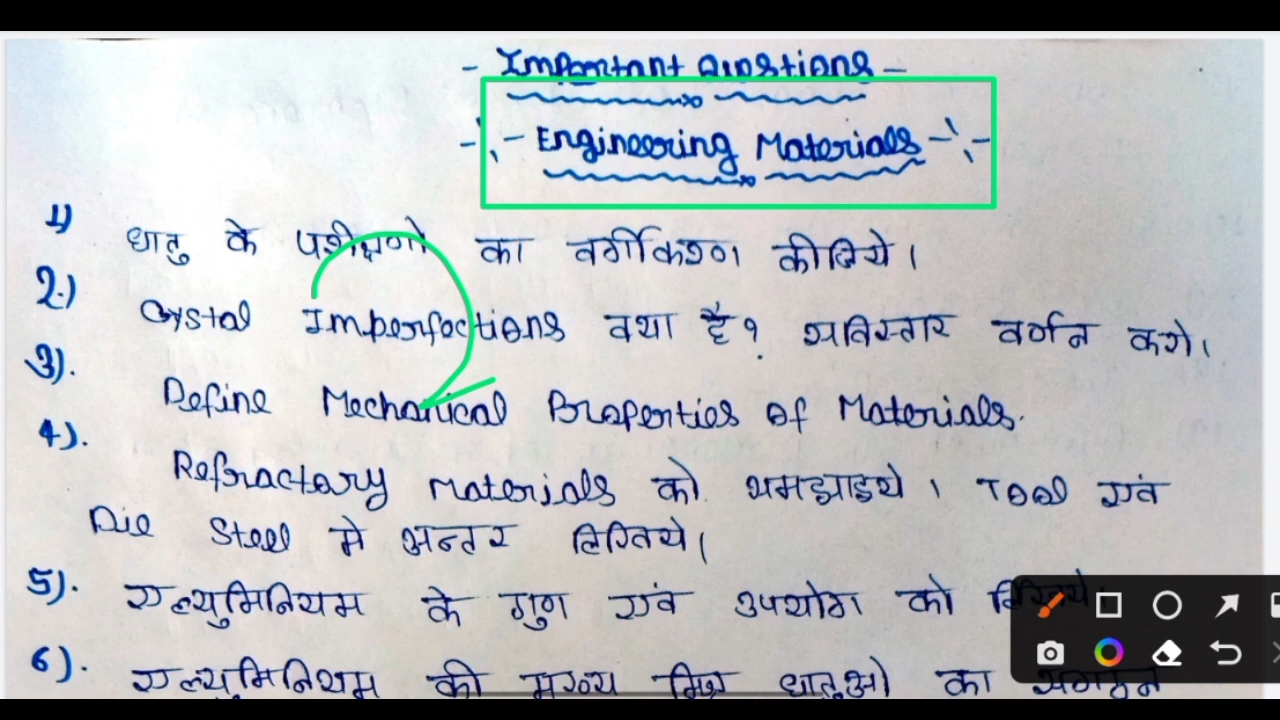 - Important Questions -
- Engineering Materials -
1) धातु के परीक्षणो का वर्गीकरण कीजिये।
2.) Crystal Imperfections क्या है? सविस्तार वर्णन करो।
3). Define Mechanical Properties of Materials.
4). Refractory Materials को समझाइये। Tool एवं
Die Steel मे अन्तर लिखिये।
5). एल्युमिनियम के गुण एवं उपयोग को लिखिये
6). एल्युमिनियम की मुख्य मिश्र धातुओ का संगठन